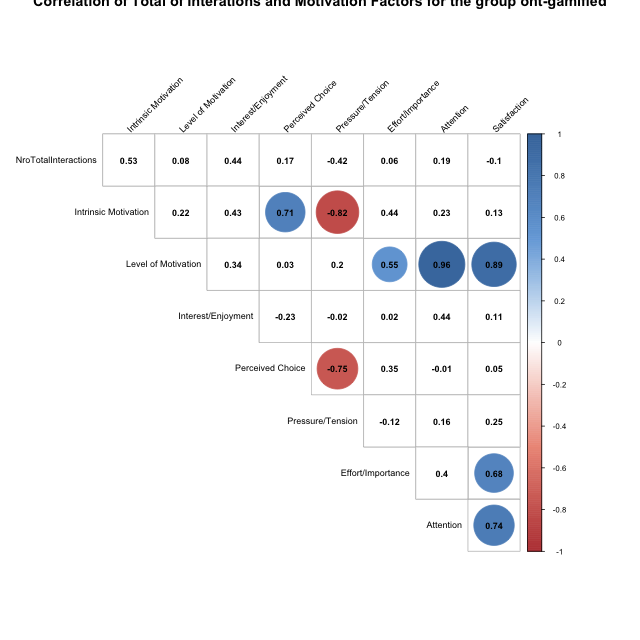 Correlation of Total of Interations and Motivation Factors for the group ont-gamified
Intrinsic Motivation
Level of Motivation
Interest/Enjoyment
Perceived Choice
Pressure/Tension
Effort/Importance
Attention
Satisfaction
NroTotalInteractions 0.53 0.08 0.44 0.17 -0.42 0.06 0.19 -0.1
Intrinsic Motivation 0.22 0.43 0.71 -0.82 0.44 0.23 0.13
Level of Motivation 0.34 0.03 0.2 0.55 0.96 0.89
Interest/Enjoyment -0.23 -0.02 0.02 0.44 0.11
Perceived Choice -0.75 0.35 -0.01 0.05
Pressure/Tension -0.12 0.16 0.25
Effort/Importance 0.4 0.68
Attention 0.74
1
0.8
0.6
0.4
0.2
0
-0.2
-0.4
-0.6
-0.8
-1